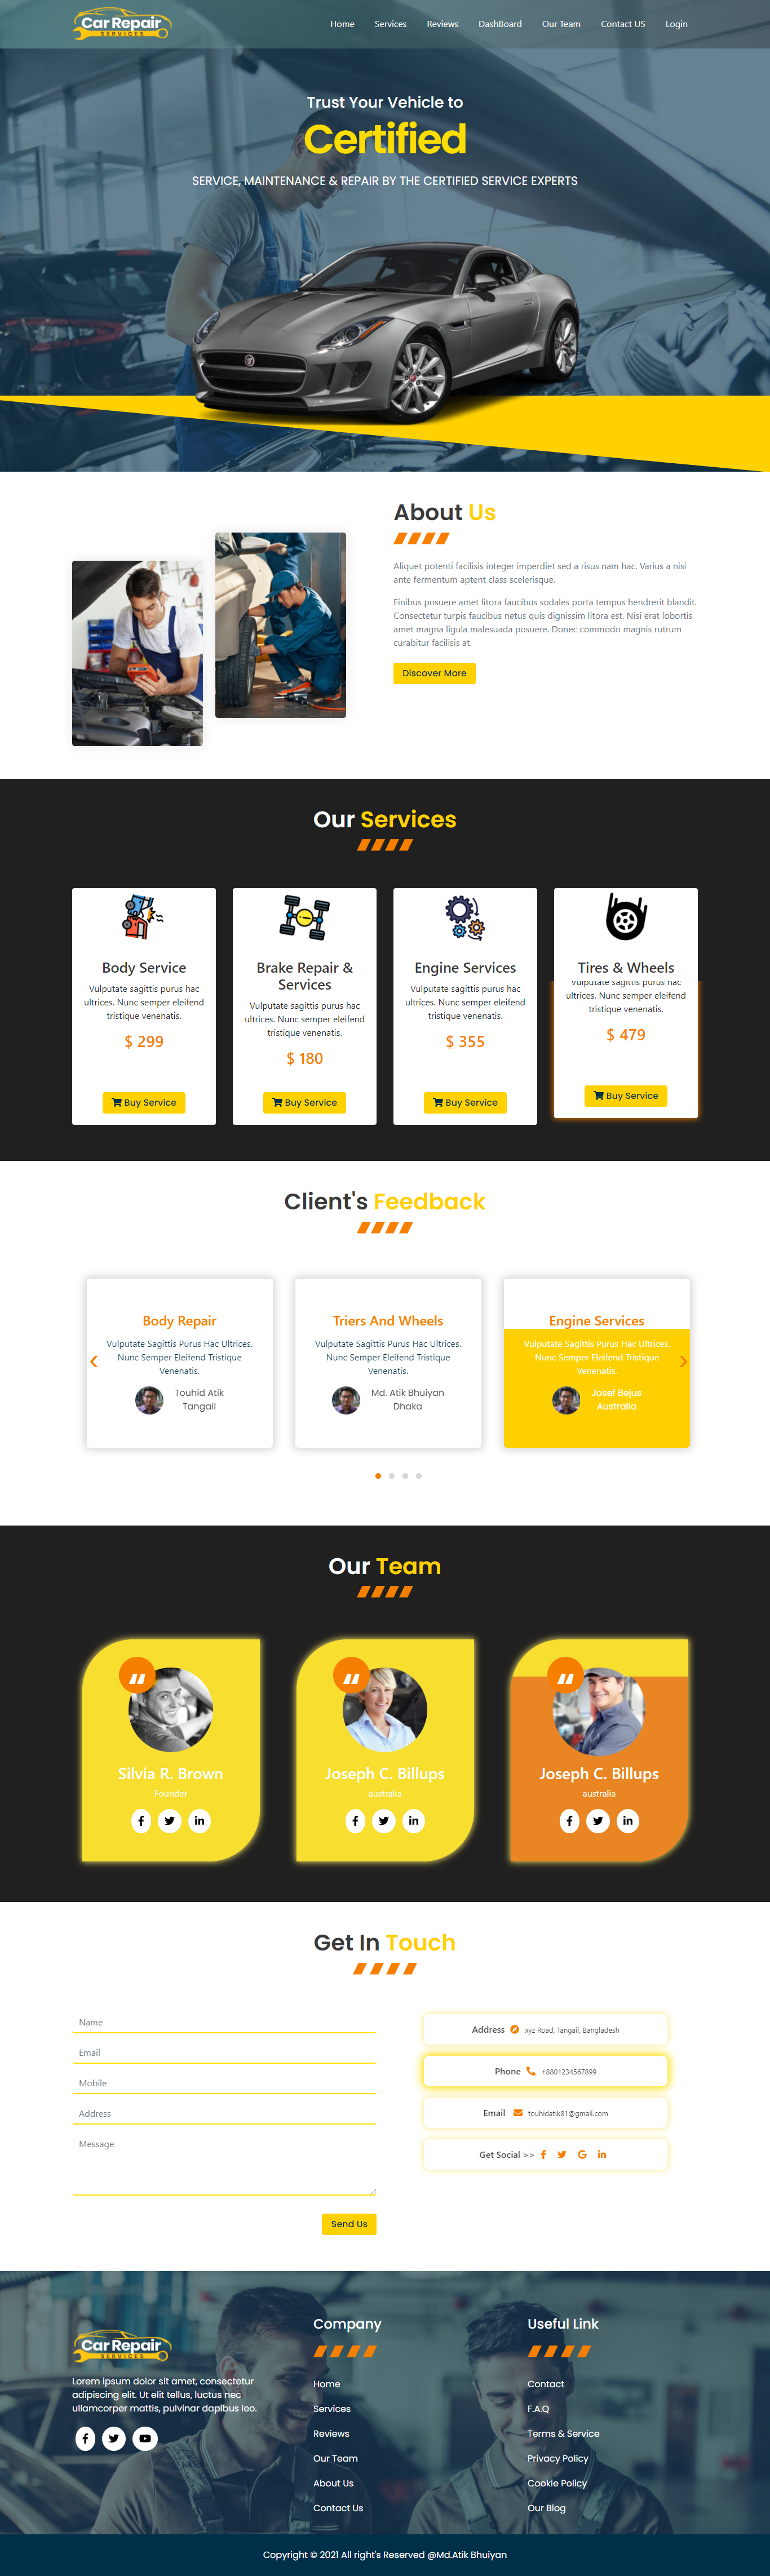 Car Repair
SERVICES
Home Services Reviews DashBoard Our Team Contact US Login
Trust Your Vehicle to
Certified
SERVICE, MAINTENANCE & REPAIR BY THE CERTIFIED SERVICE EXPERTS
About Us
Aliquet potenti facilisis integer imperdiet sed a risus nam hac. Varius a nisi
ante fermentum aptent class scelerisque.
Finibus posuere amet litora faucibus sodales porta tempus hendrerit blandit.
Consectetur turpis faucibus netus quis dignissim litora est. Nisi erat lobortis
amet magna ligula malesuada posuere. Donec commodo magnis rutrum
curabitur facilisis at.
Discover More
Our Services
Body Service
Vulputate sagittis purus hac
ultrices. Nunc semper eleifend
tristique venenatis.
$ 299
Buy Service
Brake Repair &
Services
Vulputate sagittis purus hac
ultrices. Nunc semper eleifend
tristique venenatis.
$ 180
Buy Service
Engine Services
Vulputate sagittis purus hac
ultrices. Nunc semper eleifend
tristique venenatis.
$ 355
Buy Service
Tires & Wheels
Vulputate sagittis purus hac
ultrices. Nunc semper eleifend
tristique venenatis.
$ 479
Buy Service
Client's Feedback
Body Repair
Vulputate Sagittis Purus Hac Ultrices.
Nunc Semper Eleifend Tristique
Venenatis.
Touhid Atik
Tangail
Triers And Wheels
Vulputate Sagittis Purus Hac Ultrices.
Nunc Semper Eleifend Tristique
Venenatis.
Md. Atik Bhuiyan
Dhaka
Engine Services
Vulputate Sagittis Purus Hac Ultrices.
Nunc Semper Eleifend Tristique
Venenatis.
Josef Bejus
Australia
Our Team
Silvia R. Brown
Founder
Joseph C. Billups
australia
Joseph C. Billups
australia
Get In Touch
Name
Email
Mobile
Address
Message
Send Us
Address xyz Road, Tangail, Bangladesh
Phone +8801234567899
Email touhidatik81@gmail.com
Get Social >>
Car Repair
SERVICES
Lorem ipsum dolor sit amet, consectetur
adipiscing elit. Ut elit tellus, luctus nec
ullamcorper mattis, pulvinar dapibus leo.
Company
Home
Services
Reviews
Our Team
About Us
Contact Us
Useful Link
Contact
F.A.Q
Terms & Service
Privacy Policy
Cookie Policy
Our Blog
Copyright © 2021 All right's Reserved @Md.Atik Bhuiyan